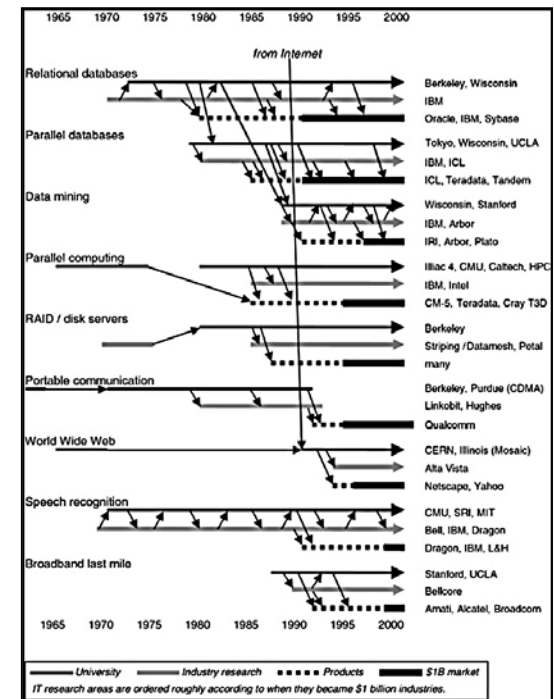 1965 1970 1975 1980 1985 1990 1995 2000
from Internet
Relational databases
Berkeley, Wisconsin
IBM
Oracle, IBM, Sybase
Parallel databases
Tokyo, Wisconsin, UCLA
IBM, ICL
ICL, Teradata, Tandem
Data mining
Wisconsin, Stanford
IBM, Arbor
IRI, Arbor, Plato
Parallel computing
Illiac 4, CMU, Caltech, HPC
IBM, Intel
CM-5, Teradata, Cray T3D
RAID / disk servers
Berkeley
Striping /Datamesh, Petal
many
Portable communication
Berkeley, Purdue (CDMA)
Linkobit, Hughes
Qualcomm
World Wide Web
CERN, Illinois (Mosaic)
Alta Vista
Netscape, Yahoo
Speech recognition
CMU, SRI, MIT
Bell, IBM, Dragon
Dragon, IBM, L&H
Broadband last mile
Stanford, UCLA
Bellcore
Amati, Alcatel, Broadcom
1965 1970 1975 1980 1985 1990 1995 2000
University Industry research Products $1B market
IT research areas are ordered roughly according to when they became $1 billion industries.